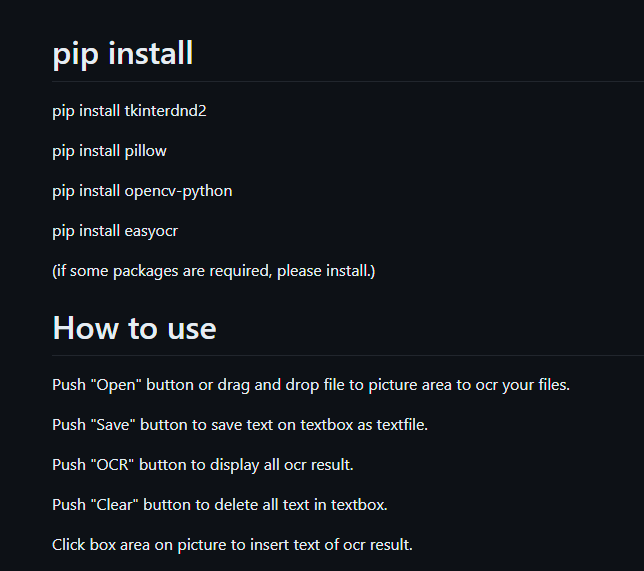 pip install
pip install tkinterdnd2
pip install pillow
pip install opencv-python
pip install easyocr
(if some packages are required, please install.)
How to use
Push "Open" button or drag and drop file to picture area to ocr your files.
Push "Save" button to save text on textbox as textfile.
Push "OCR" button to display all ocr result.
Push "Clear" button to delete all text in textbox.
Click box area on picture to insert text of ocr result.